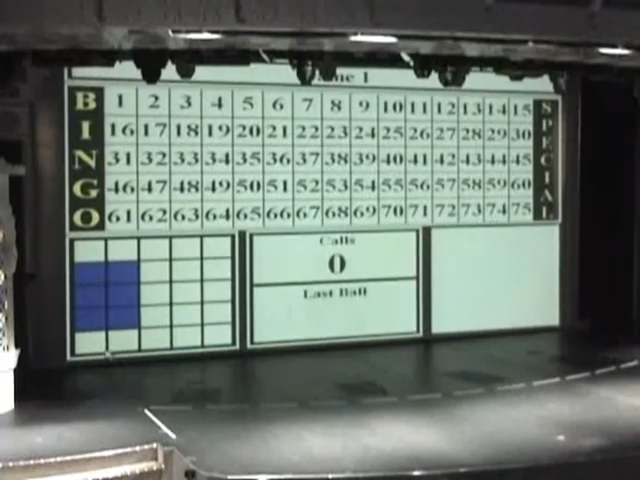 me 1
B 1 2 3 4 5 6 7 8 9 10 11 12 13 14 15
I 16 17 18 19 20 21 22 23 24 25 26 27 28 29 30
N 31 32 33 34 35 36 37 38 39 40 41 42 43 44 45
G 46 47 48 49 50 51 52 53 54 55 56 57 58 59 60
O 61 62 63 64 65 66 67 68 69 70 71 72 73 74 75
SPECIAL
Calls
0
Last Ball